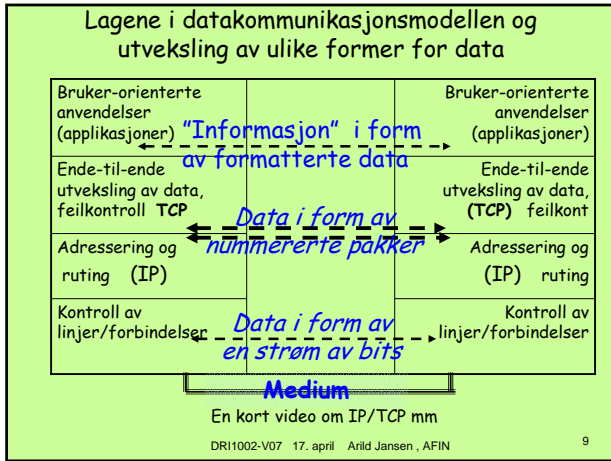 Lagene i datakommunikasjonsmodellen og
utveksling av ulike former for data
Bruker-orienterte
anvendelser
(applikasjoner)
"Informasjon" i form
av formatterte data
Bruker-orienterte
anvendelser
(applikasjoner)
Ende-til-ende
utveksling av data,
feilkontroll TCP
Data i form av
nummererte pakker
Ende-til-ende
utveksling av data,
(TCP) feilkont
Adressering og
ruting (IP)
Adressering og
(IP) ruting
Kontroll av
linjer/forbindelser
Data i form av
en strøm av bits
Kontroll av
linjer/forbindelser
Medium
En kort video om IP/TCP mm
DRI1002-V07 17. april Arild Jansen , AFIN
9